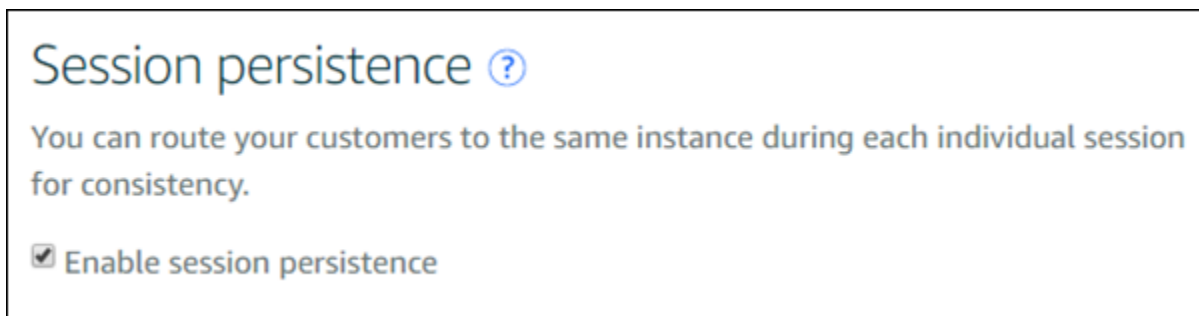 Session persistence ?
You can route your customers to the same instance during each individual session
for consistency.
Enable session persistence